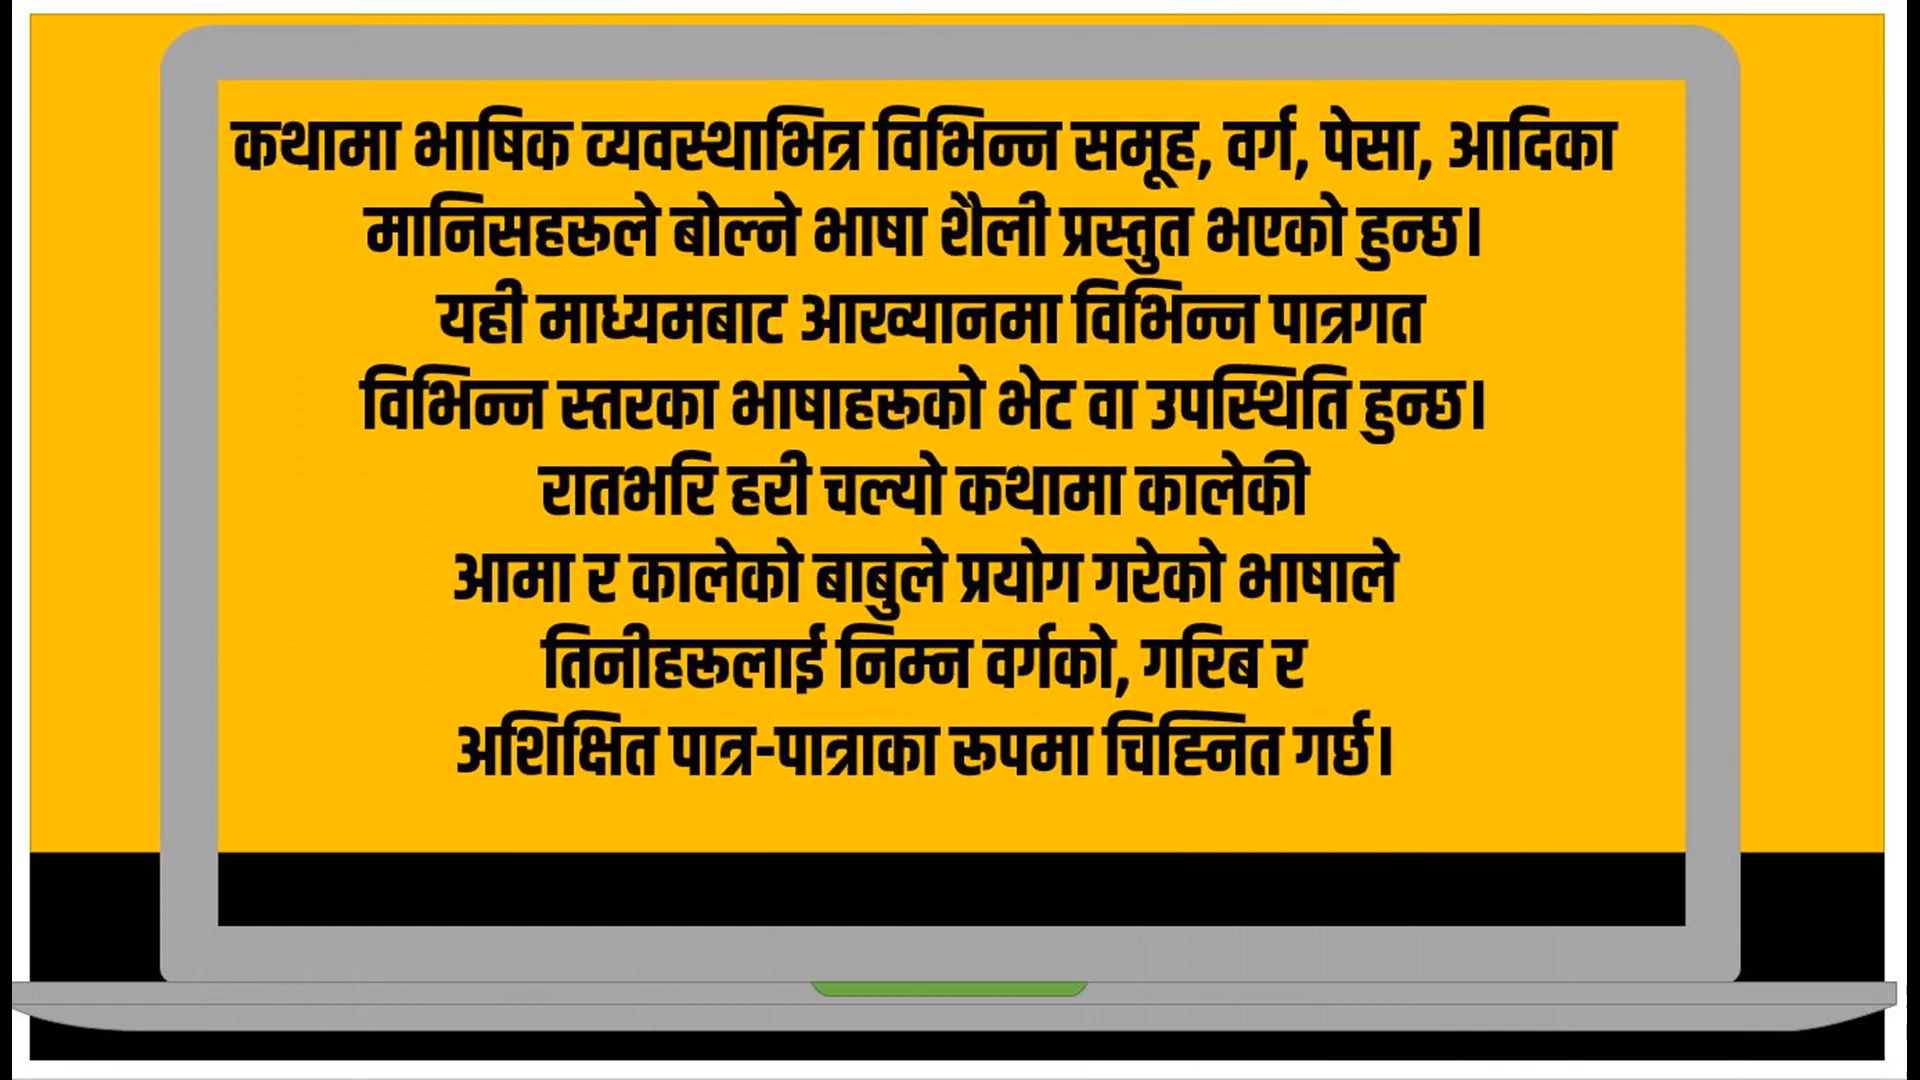 कथामा भाषिक व्यवस्थाभित्र विभिन्न समूह, वर्ग, पेसा, आदिका
मानिसहरूले बोल्ने भाषा शैली प्रस्तुत भएको हुन्छ।
यही माध्यमबाट आख्यानमा विभिन्न पात्रगत
विभिन्न स्तरका भाषाहरूको भेट वा उपस्थिति हुन्छ।
रातभरि हरी चल्यो कथामा कालेकी
आमा र कालेको बाबुले प्रयोग गरेको भाषाले
तिनीहरूलाई निम्न वर्गको, गरिब र
अशिक्षित पात्र-पात्राका रूपमा चिह्नित गर्छ।